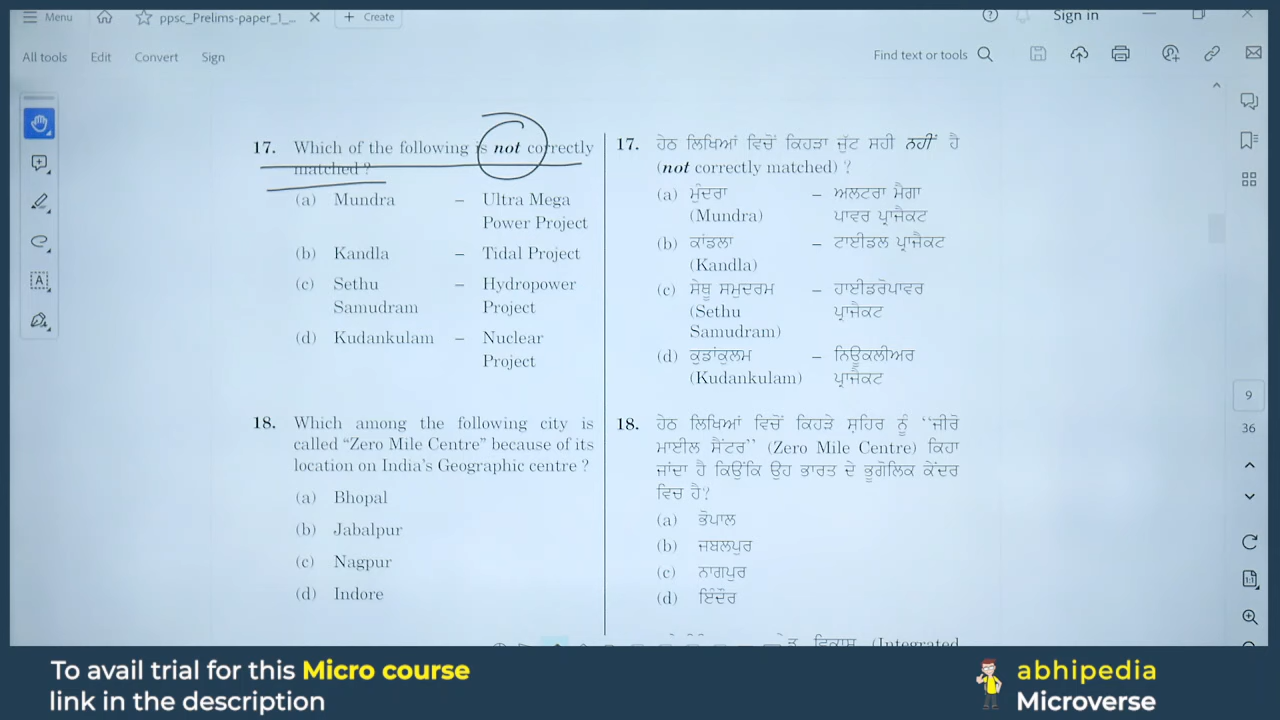 Menu
ppsc_Prelims-paper_1_...
Create
Sign in
All tools
Edit
Convert
Sign
Find text or tools
17. Which of the following is not correctly
matched ?
(a) Mundra – Ultra Mega
Power Project
(b) Kandla – Tidal Project
(c) Sethu – Hydropower
Samudram Project
(d) Kudankulam – Nuclear
Project
18. Which among the following city is
called “Zero Mile Centre” because of its
location on India’s Geographic centre ?
(a) Bhopal
(b) Jabalpur
(c) Nagpur
(d) Indore
17. ਹੇਠ ਲਿਖਿਆਂ ਵਿਚੋਂ ਕਿਹੜਾ ਜੁੱਟ ਸਹੀ ਨਹੀਂ ਹੈ
(not correctly matched) ?
(a) ਮੁੰਦਰਾ – ਅਲਟਰਾ ਮੈਗਾ
(Mundra) ਪਾਵਰ ਪ੍ਰਾਜੈਕਟ
(b) ਕਾਂਡਲਾ – ਟਾਈਡਲ ਪ੍ਰਾਜੈਕਟ
(Kandla)
(c) ਸੇਥੂ ਸਮੁਦਰਮ – ਹਾਈਡਰੋਪਾਵਰ
(Sethu ਪ੍ਰਾਜੈਕਟ
Samudram)
(d) ਕੁਡਾਂਕੁਲਮ – ਨਿਊਕਲੀਅਰ
(Kudankulam) ਪ੍ਰਾਜੈਕਟ
18. ਹੇਠ ਲਿਖਿਆਂ ਵਿਚੋਂ ਕਿਹੜੇ ਸ਼ਹਿਰ ਨੂੰ ‘‘ਜੀਰੋ
ਮਾਈਲ ਸੈਂਟਰ’’ (Zero Mile Centre) ਕਿਹਾ
ਜਾਂਦਾ ਹੈ ਕਿਉਂਕਿ ਉਹ ਭਾਰਤ ਦੇ ਭੂਗੋਲਿਕ ਕੇਂਦਰ
ਵਿਚ ਹੈ?
(a) ਭੋਪਾਲ
(b) ਜਬਲਪੁਰ
(c) ਨਾਗਪੁਰ
(d) ਇੰਦੌਰ
ਵਿਕਾਸ (Integrated
9
36
To avail trial for this Micro course
link in the description
abhipedia
Microverse